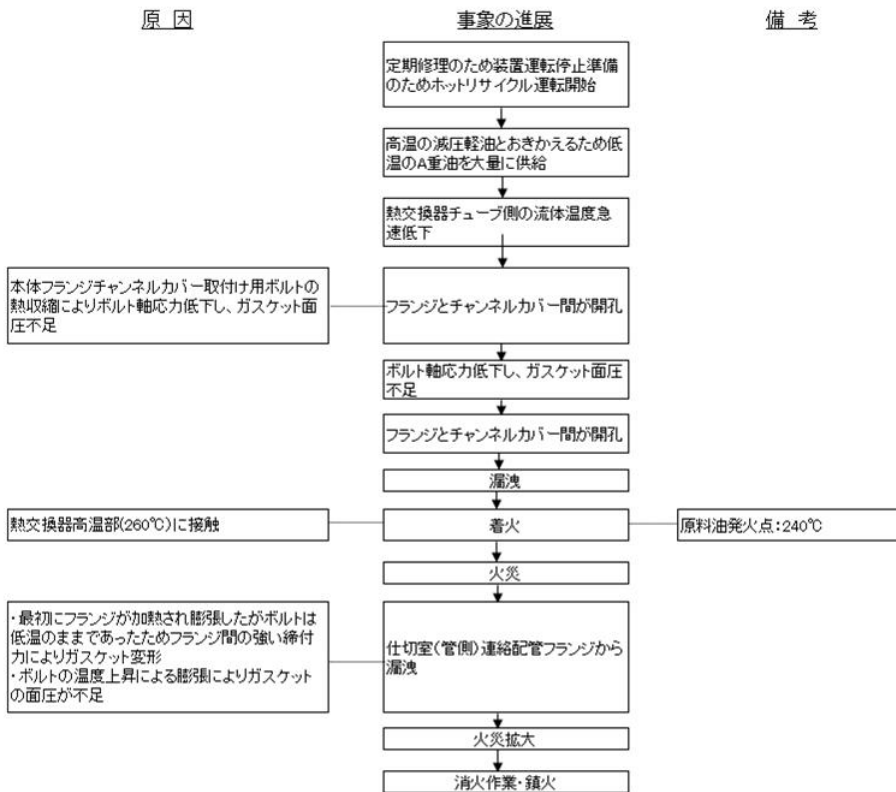 原 因
事象の進展
備 考
定期修理のため装置運転停止準備
のためホットリサイクル運転開始
高温の減圧軽油とおきかえるため低
温のA重油を大量に供給
熱交換器チューブ側の流体温度急
速低下
本体フランジチャンネルカバー取付け用ボルトの
熱収縮によりボルト軸応力低下し、ガスケット面
圧不足
フランジとチャンネルカバー間が開孔
ボルト軸応力低下し、ガスケット面圧
不足
フランジとチャンネルカバー間が開孔
漏洩
熱交換器高温部(260℃)に接触
着火
原料油発火点:240℃
火災
・最初にフランジが加熱され膨張したがボルトは
低温のままであったためフランジ間の強い締付
力によりガスケット変形
・ボルトの温度上昇による膨張によりガスケット
の面圧が不足
仕切室(管側)連絡配管フランジから
漏洩
火災拡大
消火作業・鎮火